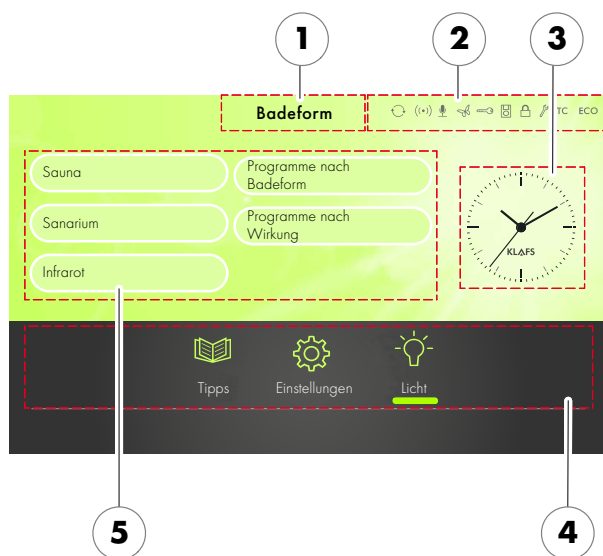 1
2
3
Badeform
TC ECO
Sauna
Programme nach
Badeform
Sanarium
Programme nach
Wirkung
Infrarot
KLAFS
Tipps
Einstellungen
Licht
5
4